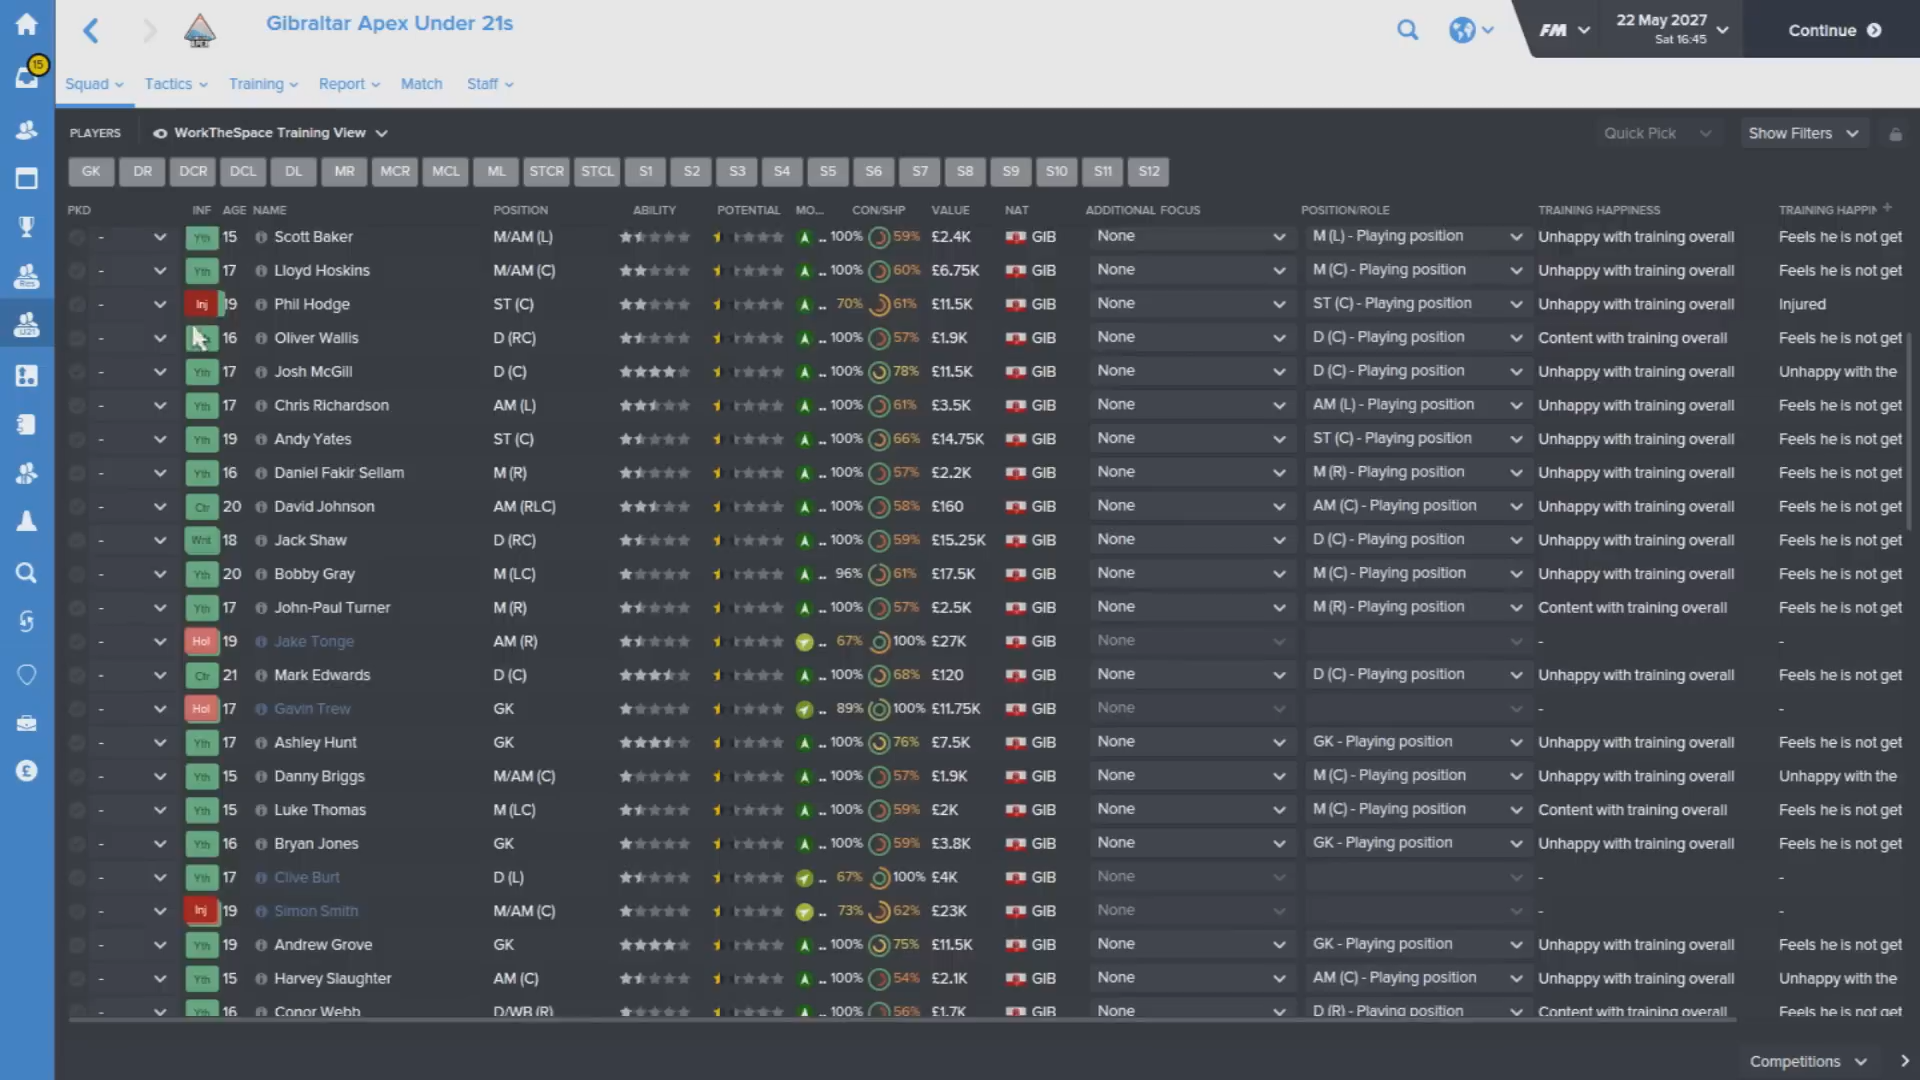 Gibraltar Apex Under 21s
FM
22 May 2027
Sat 16:45
Continue
15
Squad Tactics Training Report Match Staff
PLAYERS WorkTheSpace Training View Quick Pick Show Filters
GK DR DCR DCL DL MR MCR MCL ML STCR STCL S1 S2 S3 S4 S5 S6 S7 S8 S9 S10 S11 S12
PKD INF AGE NAME POSITION ABILITY POTENTIAL MO... CON/SHP VALUE NAT ADDITIONAL FOCUS POSITION/ROLE TRAINING HAPPINESS TRAINING HAPPIN +
- Yth 15 Scott Baker M/AM (L) .. 100% 59% £2.4K GIB None M (L) - Playing position Unhappy with training overall Feels he is not get
- Yth 17 Lloyd Hoskins M/AM (C) .. 100% 60% £6.75K GIB None M (C) - Playing position Unhappy with training overall Feels he is not get
- Inj 19 Phil Hodge ST (C) 70% 61% £11.5K GIB None ST (C) - Playing position Unhappy with training overall Injured
- 16 Oliver Wallis D (RC) .. 100% 57% £1.9K GIB None D (C) - Playing position Content with training overall Feels he is not get
- Yth 17 Josh McGill D (C) .. 100% 78% £11.5K GIB None D (C) - Playing position Unhappy with training overall Unhappy with the
- Yth 17 Chris Richardson AM (L) .. 100% 61% £3.5K GIB None AM (L) - Playing position Unhappy with training overall Feels he is not get
- Yth 19 Andy Yates ST (C) .. 100% 66% £14.75K GIB None ST (C) - Playing position Unhappy with training overall Feels he is not get
- Yth 16 Daniel Fakir Sellam M (R) .. 100% 57% £2.2K GIB None M (R) - Playing position Unhappy with training overall Feels he is not get
- Ctr 20 David Johnson AM (RLC) .. 100% 58% £160 GIB None AM (C) - Playing position Unhappy with training overall Feels he is not get
- Wnt 18 Jack Shaw D (RC) .. 100% 59% £15.25K GIB None D (C) - Playing position Unhappy with training overall Feels he is not get
- Yth 20 Bobby Gray M (LC) .. 96% 61% £17.5K GIB None M (C) - Playing position Unhappy with training overall Feels he is not get
- Yth 17 John-Paul Turner M (R) .. 100% 57% £2.5K GIB None M (R) - Playing position Content with training overall Feels he is not get
- Hol 19 Jake Tonge AM (R) .. 67% 100% £27K GIB None - -
- Ctr 21 Mark Edwards D (C) .. 100% 68% £120 GIB None D (C) - Playing position Unhappy with training overall Feels he is not get
- Hol 17 Gavin Trew GK .. 89% 100% £11.75K GIB None - -
- Yth 17 Ashley Hunt GK .. 100% 76% £7.5K GIB None GK - Playing position Unhappy with training overall Feels he is not get
- Yth 15 Danny Briggs M/AM (C) .. 100% 57% £1.9K GIB None M (C) - Playing position Unhappy with training overall Unhappy with the
- Yth 15 Luke Thomas M (LC) .. 100% 59% £2K GIB None M (C) - Playing position Content with training overall Feels he is not get
- Yth 16 Bryan Jones GK .. 100% 59% £3.8K GIB None GK - Playing position Unhappy with training overall Feels he is not get
- Yth 17 Clive Burt D (L) .. 67% 100% £4K GIB None - -
- Inj 19 Simon Smith M/AM (C) .. 73% 62% £23K GIB None - -
- Yth 19 Andrew Grove GK .. 100% 75% £11.5K GIB None GK - Playing position Unhappy with training overall Feels he is not get
- Yth 15 Harvey Slaughter AM (C) .. 100% 54% £2.1K GIB None AM (C) - Playing position Unhappy with training overall Unhappy with the
- Yth 16 Conor Webb D/WB (R) .. 100% 56% £1.7K GIB None D (R) - Playing position Content with training overall Feels he is not get
Competitions